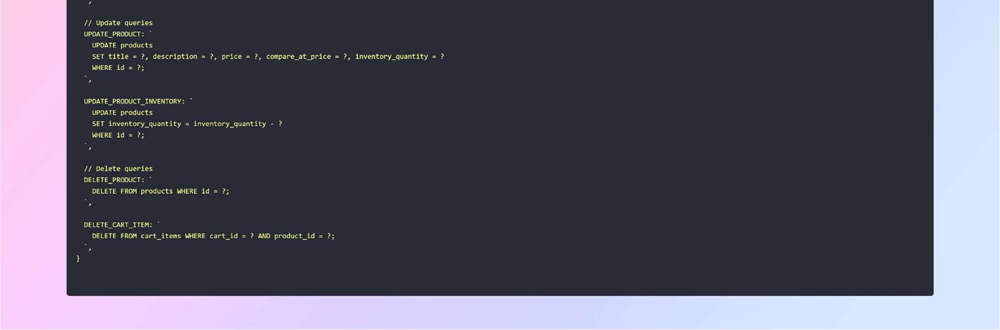 `,
// Update queries
UPDATE_PRODUCT: `
UPDATE products
SET title = ?, description = ?, price = ?, compare_at_price = ?, inventory_quantity = ?
WHERE id = ?;
`,
UPDATE_PRODUCT_INVENTORY: `
UPDATE products
SET inventory_quantity = inventory_quantity - ?
WHERE id = ?;
`,
// Delete queries
DELETE_PRODUCT: `
DELETE FROM products WHERE id = ?;
`,
DELETE_CART_ITEM: `
DELETE FROM cart_items WHERE cart_id = ? AND product_id = ?;
`,
}